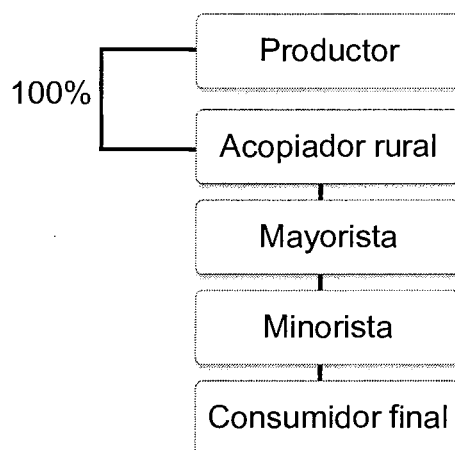 Productor
100%
Acopiador rural
Mayorista
Minorista
Consumidor final